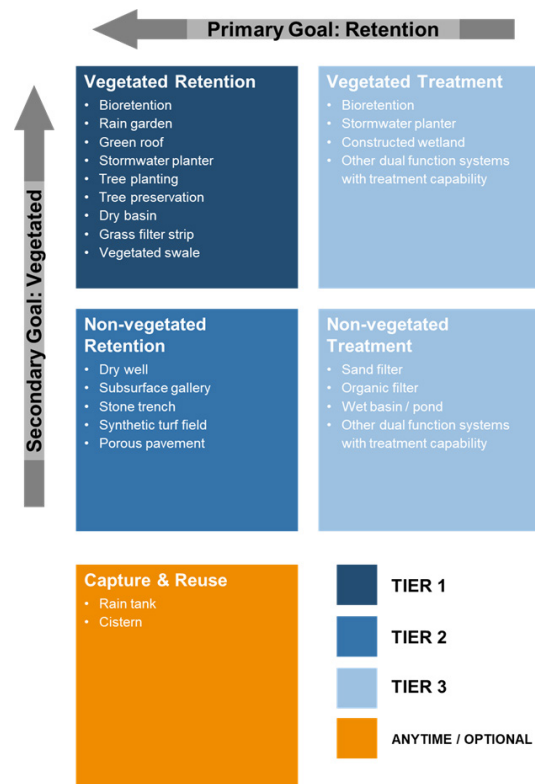 Primary Goal: Retention
Secondary Goal: Vegetated
Vegetated Retention
• Bioretention
• Rain garden
• Green roof
• Stormwater planter
• Tree planting
• Tree preservation
• Dry basin
• Grass filter strip
• Vegetated swale
Vegetated Treatment
• Bioretention
• Stormwater planter
• Constructed wetland
• Other dual function systems
with treatment capability
Non-vegetated
Retention
• Dry well
• Subsurface gallery
• Stone trench
• Synthetic turf field
• Porous pavement
Non-vegetated
Treatment
• Sand filter
• Organic filter
• Wet basin / pond
• Other dual function systems
with treatment capability
Capture & Reuse
• Rain tank
• Cistern
TIER 1
TIER 2
TIER 3
ANYTIME / OPTIONAL